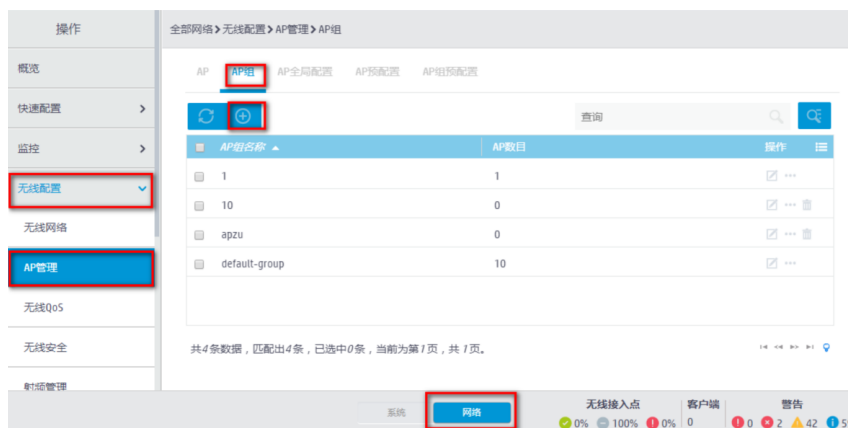 操作
全部网络>无线配置>AP管理>AP组
概览
快速配置
监控
无线配置
无线网络
AP管理
无线QoS
无线安全
射频管理
AP AP组 AP全局配置 AP预配置 AP组预配置
查询
AP组名称 AP数目 操作
1 1
10 0
apzu 0
default-group 10
共4条数据，匹配出4条，已选中0条，当前为第1页，共 1页。
系统 网络
无线接入点 客户端 警告
0% 100% 0% 0 0 2 42